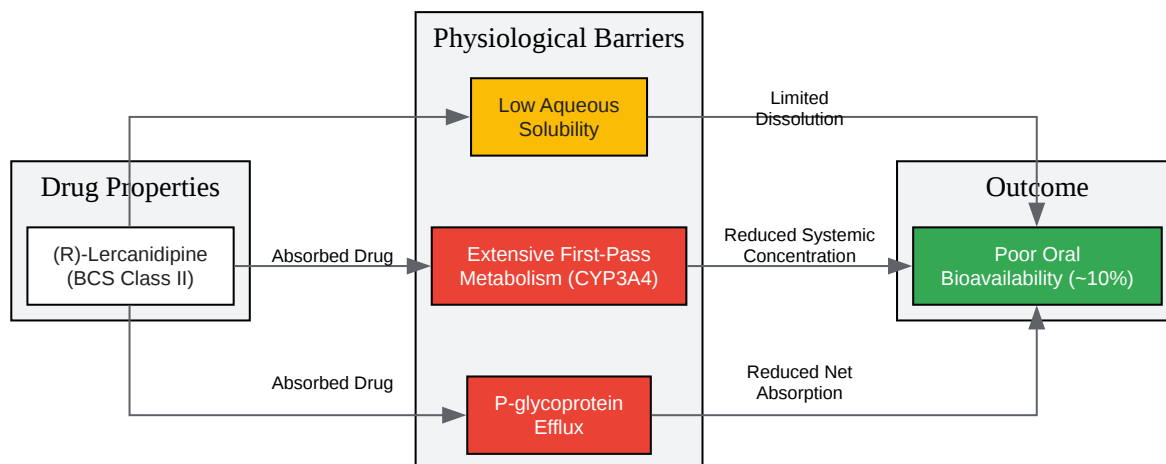 Physiological Barriers
Low Aqueous
Solubility
Limited
Dissolution
Drug Properties
Outcome
(R)-Lercanidipine
(BCS Class II)
Absorbed Drug
Extensive First-Pass
Metabolism (CYP3A4)
Reduced Systemic
Concentration
Poor Oral
Bioavailability (~10%)
Absorbed Drug
P-glycoprotein
Efflux
Reduced Net
Absorption